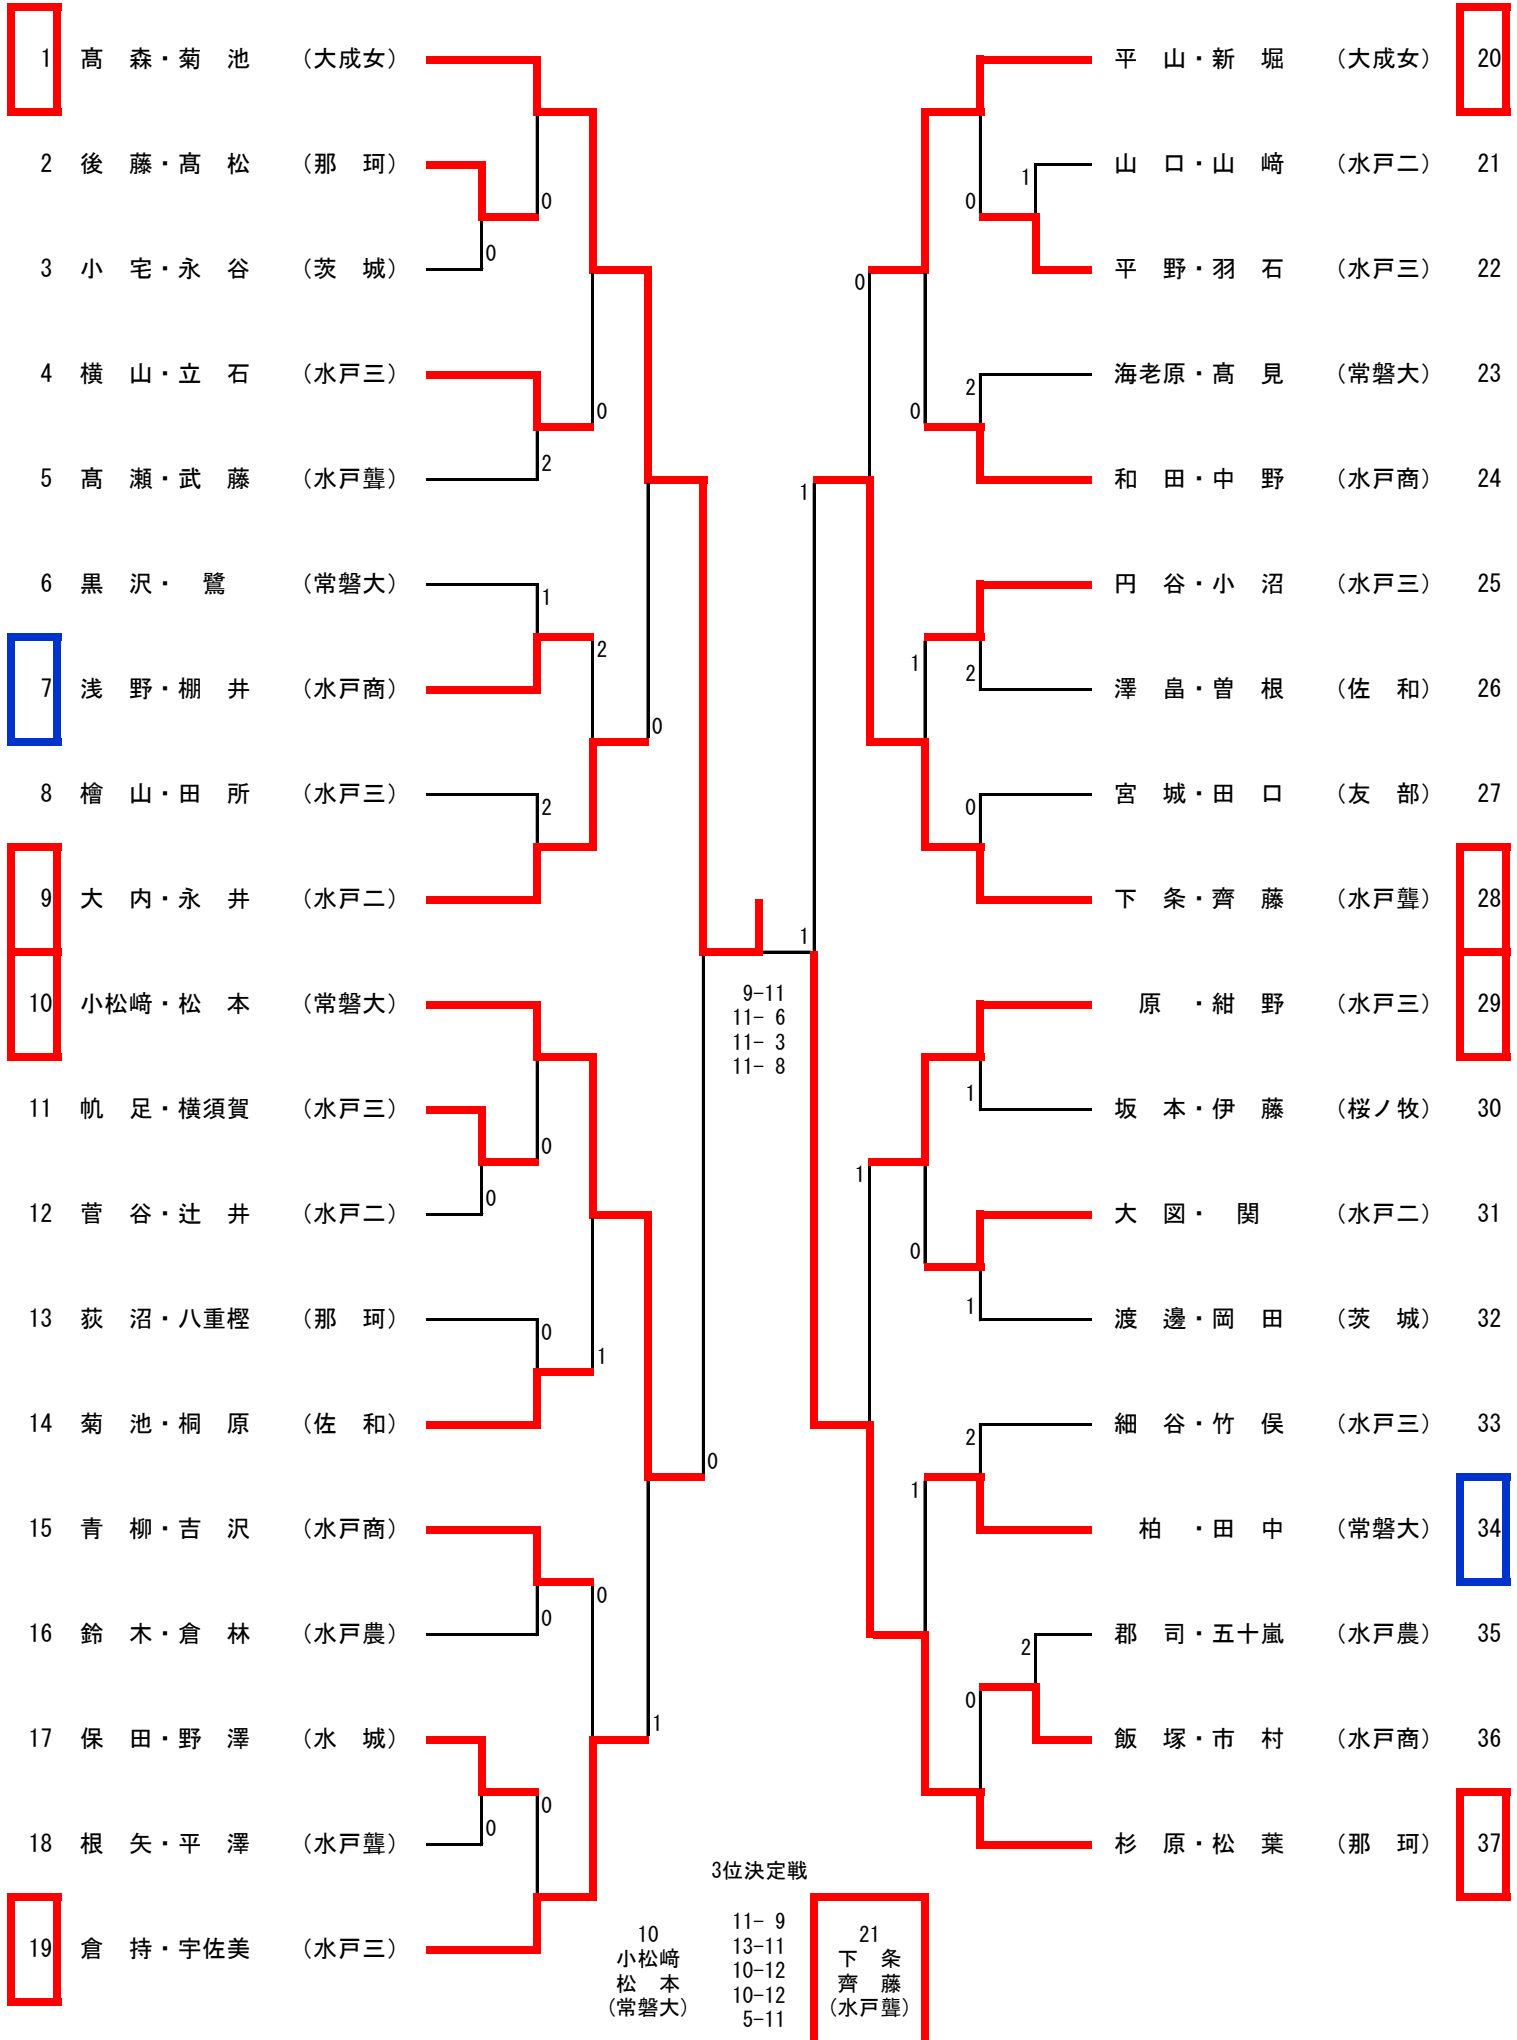 1 髙　森・菊　池 （大成女）
2 後　藤・髙　松 （那　珂）
3 小　宅・永　谷 （茨　城）
4 横　山・立　石 （水戸三）
5 髙　瀬・武　藤 （水戸聾）
6 黒　沢・　鷺 （常磐大）
7 浅　野・棚　井 （水戸商）
8 檜　山・田　所 （水戸三）
9 大　内・永　井 （水戸二）
10 小松﨑・松　本 （常磐大）
11 帆　足・横須賀 （水戸三）
12 菅　谷・辻　井 （水戸二）
13 荻　沼・八重樫 （那　珂）
14 菊　池・桐　原 （佐　和）
15 青　柳・吉　沢 （水戸商）
16 鈴　木・倉　林 （水戸農）
17 保　田・野　澤 （水　城）
18 根　矢・平　澤 （水戸聾）
19 倉　持・宇佐美 （水戸三）
0
0
0
2
1
2
0
2
0
0
0
1
0
0
0
1
0
0
1
9-11
11- 6
11- 3
11- 8
1
0
0
1
0
2
1
1
2
0
1
1
0
1
2
1
2
0
平　山・新　堀 （大成女） 20
山　口・山　﨑 （水戸二） 21
平　野・羽　石 （水戸三） 22
海老原・髙　見 （常磐大） 23
和　田・中　野 （水戸商） 24
円　谷・小　沼 （水戸三） 25
澤　畠・曽　根 （佐　和） 26
宮　城・田　口 （友　部） 27
下　条・齊　藤 （水戸聾） 28
原　・紺　野 （水戸三） 29
坂　本・伊　藤 （桜ノ牧） 30
大　図・　関 （水戸二） 31
渡　邊・岡　田 （茨　城） 32
細　谷・竹　俣 （水戸三） 33
柏　・田　中 （常磐大） 34
郡　司・五十嵐 （水戸農） 35
飯　塚・市　村 （水戸商） 36
杉　原・松　葉 （那　珂） 37
3位決定戦
10
小松﨑
松　本
（常磐大）
11- 9
13-11
10-12
10-12
5-11
21
下　条
齊　藤
（水戸聾）